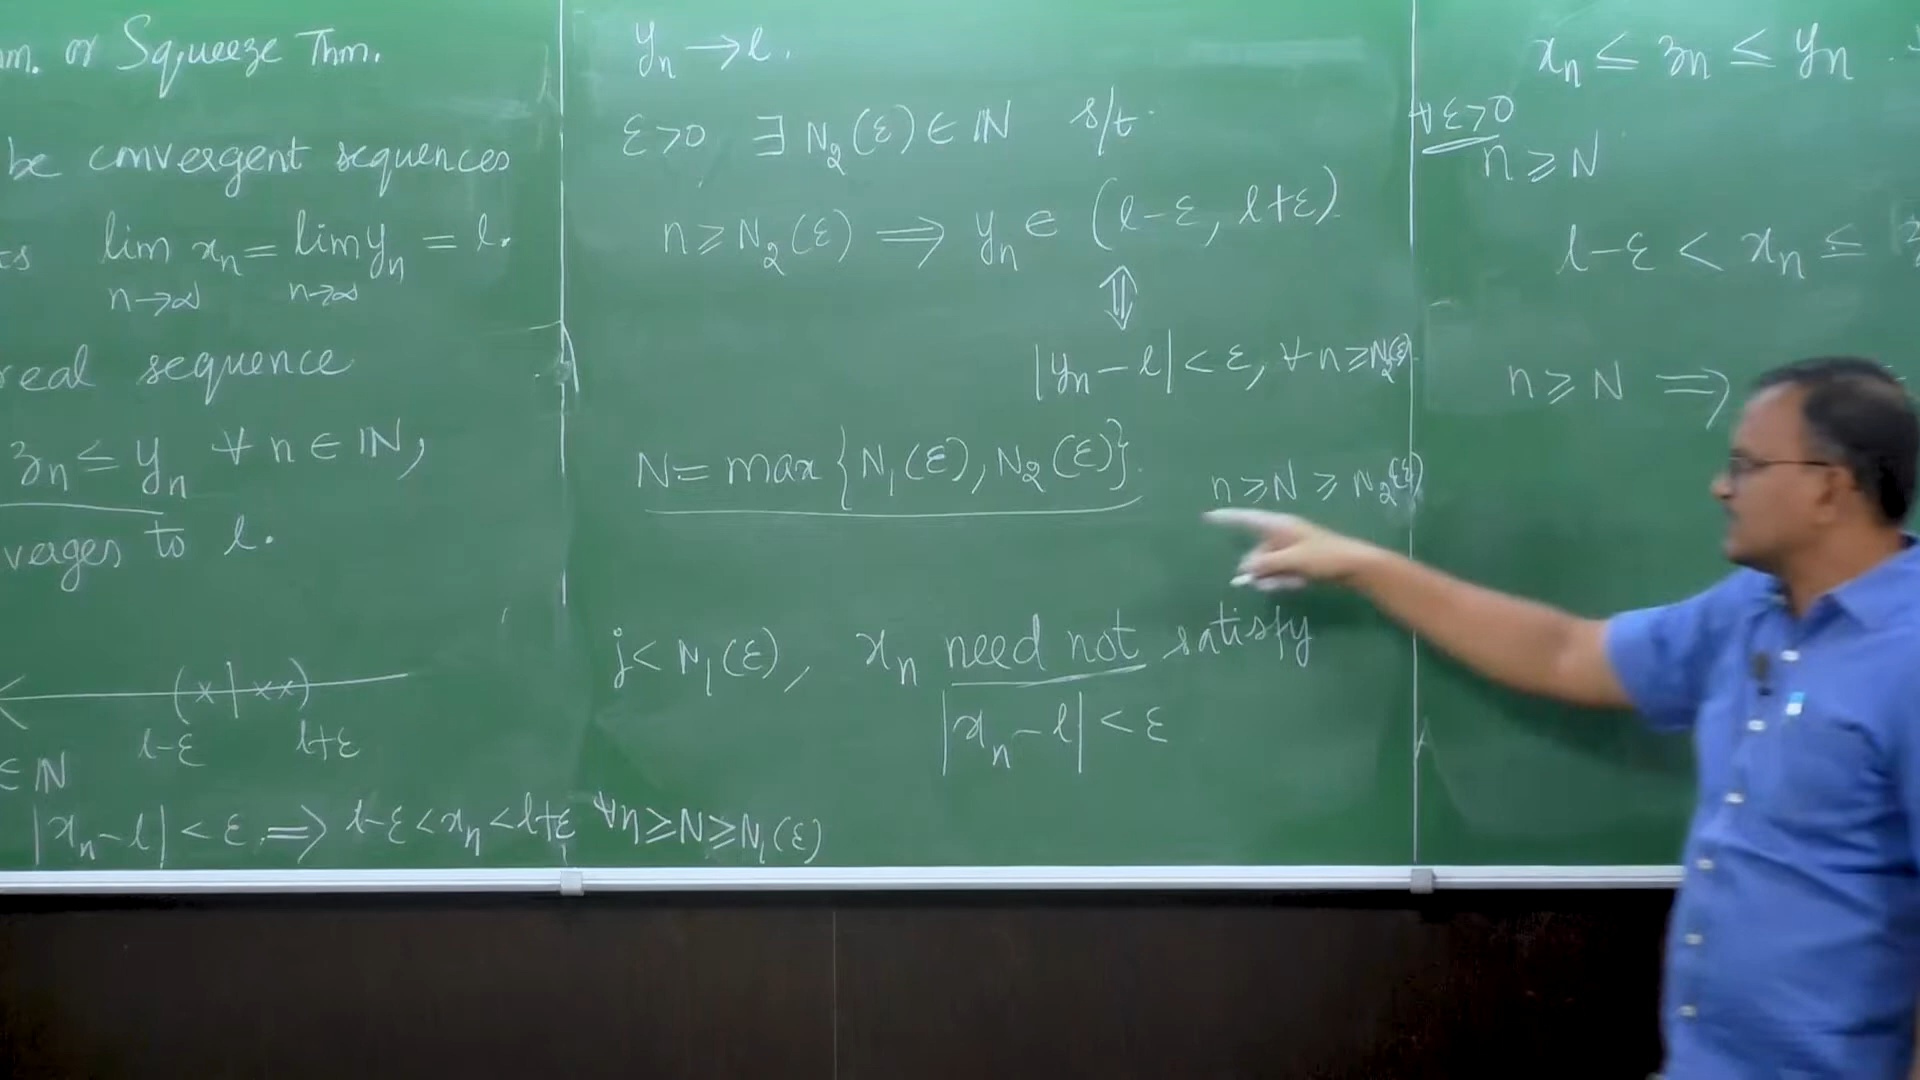 m. or Squeeze Thm.
be convergent sequences
ts lim xₙ = lim yₙ = l.
n→∞ n→∞
real sequence
zₙ ≤ yₙ ∀ n ∈ ℕ,
verges to l.
( x | x x )
l-ε l+ε
∈ ℕ
|xₙ - l| < ε ⟹ l-ε < xₙ < l+ε ∀ n ≥ N ≥ N₁(ε)
yₙ → l.
ε > 0 ∃ N₂(ε) ∈ ℕ s/t.
n ≥ N₂(ε) ⟹ yₙ ∈ (l-ε, l+ε)
⇕
|yₙ - l| < ε, ∀ n ≥ N₂(ε)
N = max {N₁(ε), N₂(ε)}.
n ≥ N ≥ N₂(ε)
j < N₁(ε), xₙ need not satisfy
|xₙ - l| < ε
xₙ ≤ zₙ ≤ yₙ
∀ ε > 0
n ≥ N
l-ε < xₙ ≤
n ≥ N ⟹